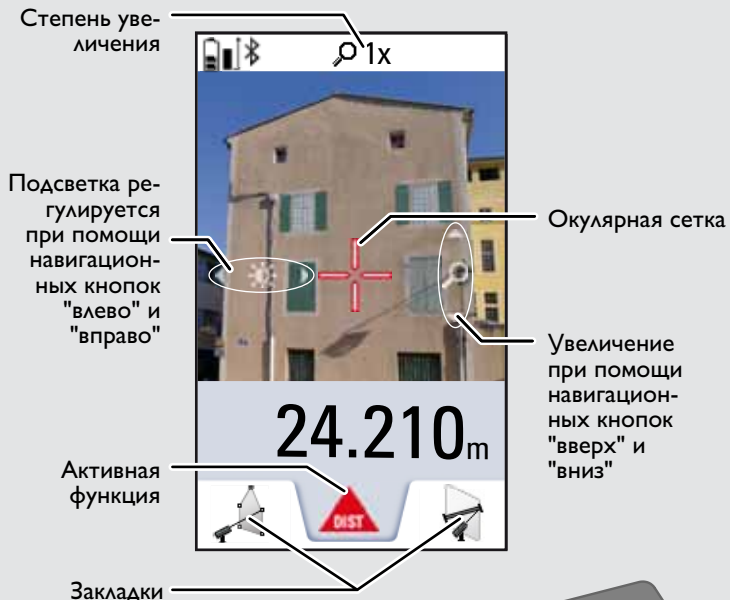 Степень уве-
личения
1x
Подсветка ре-
гулируется
при помощи
навигацион-
ных кнопок
"влево" и
"вправо"
Окулярная сетка
Увеличение
при помощи
навигацион-
ных кнопок
"вверх" и
"вниз"
24.210m
Активная
функция
DIST
Закладки